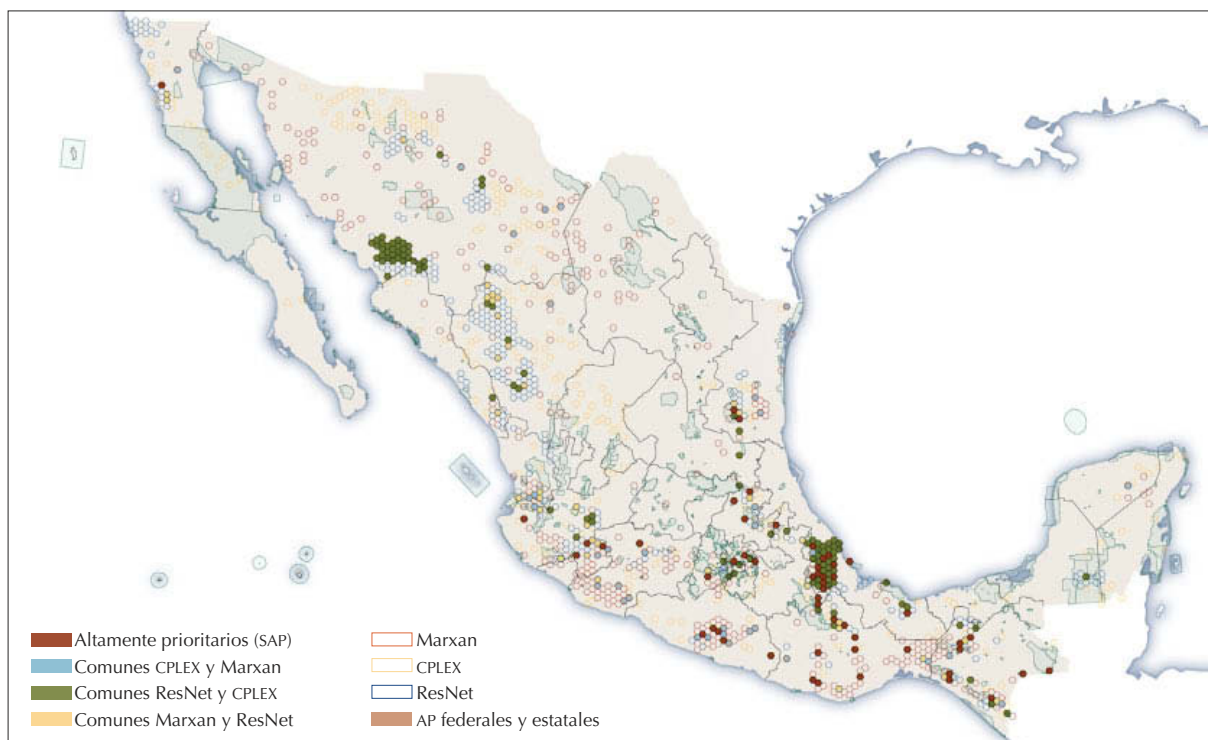 Altamente prioritarios (SAP)
Comunes CPLEX y Marxan
Comunes ResNet y CPLEX
Comunes Marxan y ResNet
Marxan
CPLEX
ResNet
AP federales y estatales